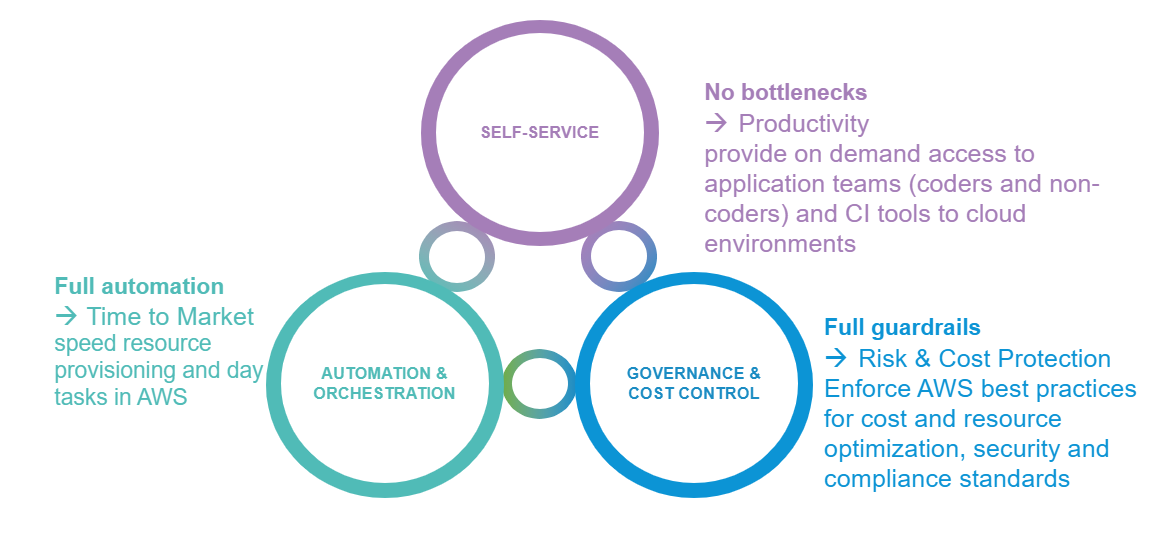 SELF-SERVICE
No bottlenecks
→ Productivity
provide on demand access to
application teams (coders and non-
coders) and CI tools to cloud
environments
Full automation
→ Time to Market
speed resource
provisioning and day
tasks in AWS
AUTOMATION &
ORCHESTRATION
GOVERNANCE &
COST CONTROL
Full guardrails
→ Risk & Cost Protection
Enforce AWS best practices
for cost and resource
optimization, security and
compliance standards